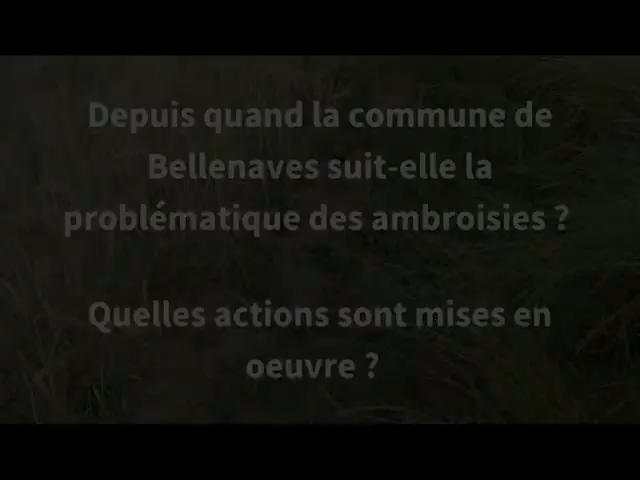 Depuis quand la commune de
Bellenaves suit-elle la
problématique des ambroisies ?
Quelles actions sont mises en
oeuvre ?